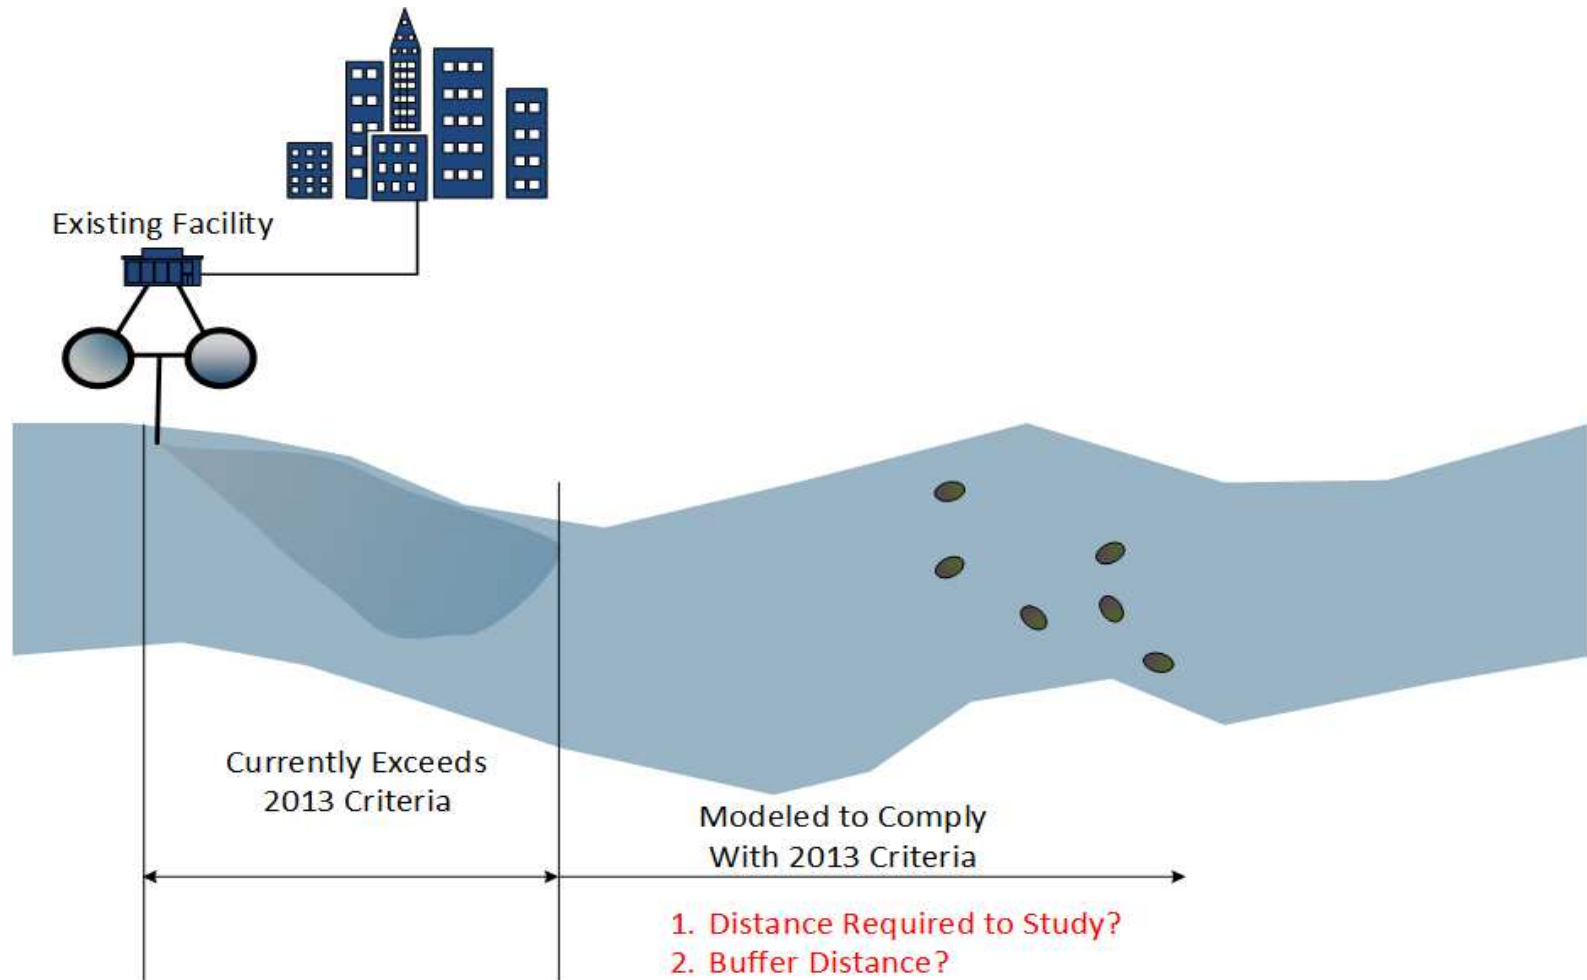 Existing Facility
Currently Exceeds
2013 Criteria
Modeled to Comply
With 2013 Criteria
1. Distance Required to Study?
2. Buffer Distance?